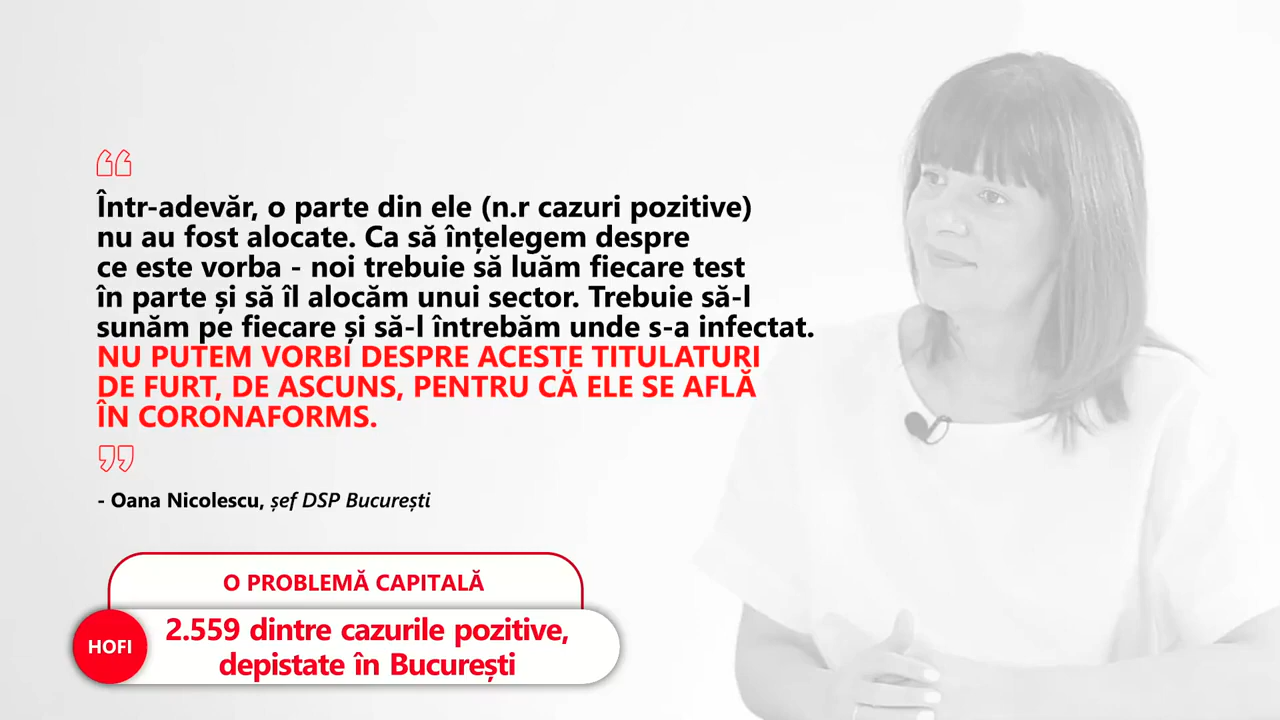 Într-adevăr, o parte din ele (n.r cazuri pozitive)
nu au fost alocate. Ca să înțelegem despre
ce este vorba - noi trebuie să luăm fiecare test
în parte și să îl alocăm unui sector. Trebuie să-l
sunăm pe fiecare și să-l întrebăm unde s-a infectat.
NU PUTEM VORBI DESPRE ACESTE TITULATURI
DE FURT, DE ASCUNS, PENTRU CĂ ELE SE AFLĂ
ÎN CORONAFORMS.
- Oana Nicolescu, șef DSP București
O PROBLEMĂ CAPITALĂ
HOFI
2.559 dintre cazurile pozitive,
depistate în București